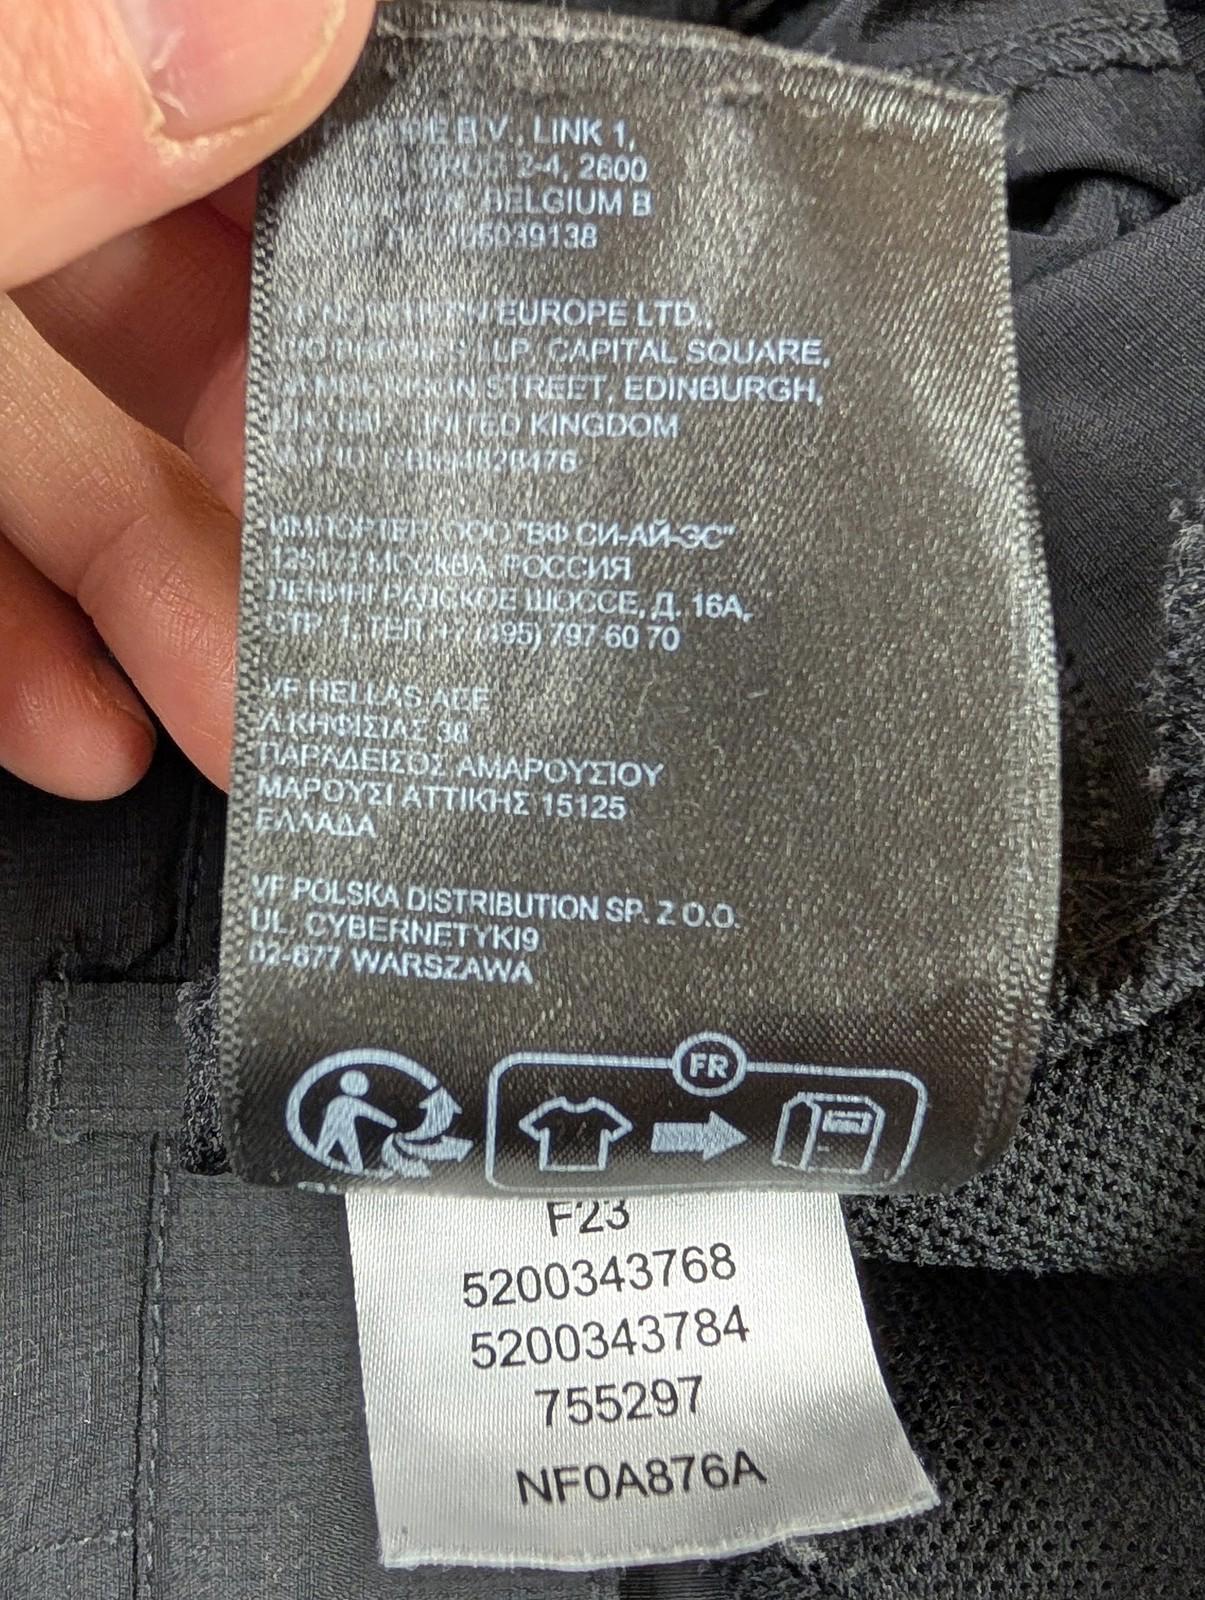 B.V., LINK 1,
2-4, 2800
BELGIUM B
5039138
EUROPE LTD.,
LLP, CAPITAL SQUARE,
STREET, EDINBURGH,
UNITED KINGDOM
ИМПОРТЕР, ООО "ВФ СИ-АЙ-ЭС"
МОСКВА, РОССИЯ
ЛЕНИНГРАДСКОЕ ШОССЕ, Д. 16А,
СТР. 1, ТЕЛ +7 (495) 797 60 70
VF HELLAS AEE
Λ.ΚΗΦΙΣΙΑΣ 38
ΠΑΡΑΔΕΙΣΟΣ ΑΜΑΡΟΥΣΙΟΥ
ΜΑΡΟΥΣΙ ΑΤΤΙΚΗΣ 15125
ΕΛΛΑΔΑ
VF POLSKA DISTRIBUTION SP. Z O.O.
UL. CYBERNETYKI9
02-677 WARSZAWA
FR
F23
5200343768
5200343784
755297
NF0A876A